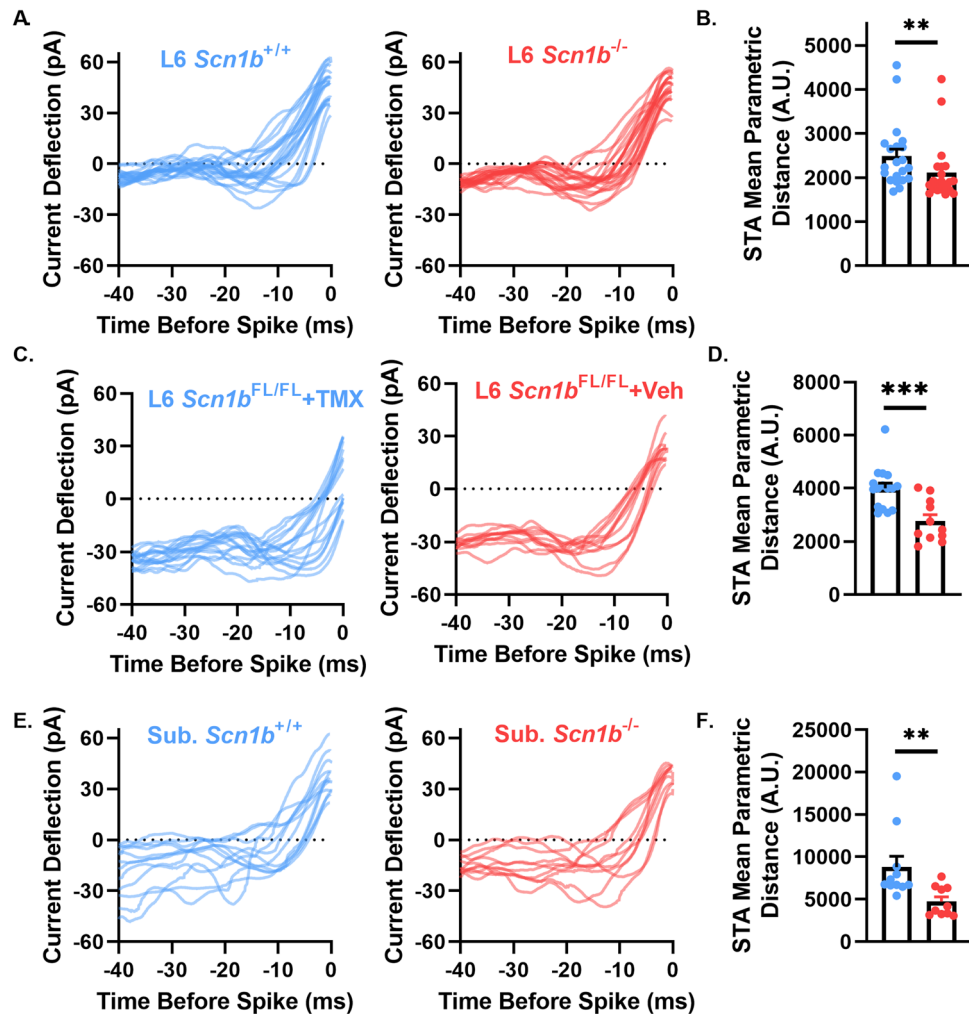 A.
L6 Scn1b+/+
Current Deflection (pA)
60
30
0
-30
-60
-40 -30 -20 -10 0
Time Before Spike (ms)
L6 Scn1b-/-
Current Deflection (pA)
60
30
0
-30
-60
-40 -30 -20 -10 0
Time Before Spike (ms)
B.
**
STA Mean Parametric
Distance (A.U.)
5000
4000
3000
2000
1000
0
C.
L6 Scn1bFL/FL+TMX
Current Deflection (pA)
60
30
0
-30
-60
-40 -30 -20 -10 0
Time Before Spike (ms)
L6 Scn1bFL/FL+Veh
Current Deflection (pA)
60
30
0
-30
-60
-40 -30 -20 -10 0
Time Before Spike (ms)
D.
***
STA Mean Parametric
Distance (A.U.)
8000
6000
4000
2000
0
E.
Sub. Scn1b+/+
Current Deflection (pA)
60
30
0
-30
-60
-40 -30 -20 -10 0
Time Before Spike (ms)
Sub. Scn1b-/-
Current Deflection (pA)
60
30
0
-30
-60
-40 -30 -20 -10 0
Time Before Spike (ms)
F.
**
STA Mean Parametric
Distance (A.U.)
25000
20000
15000
10000
5000
0